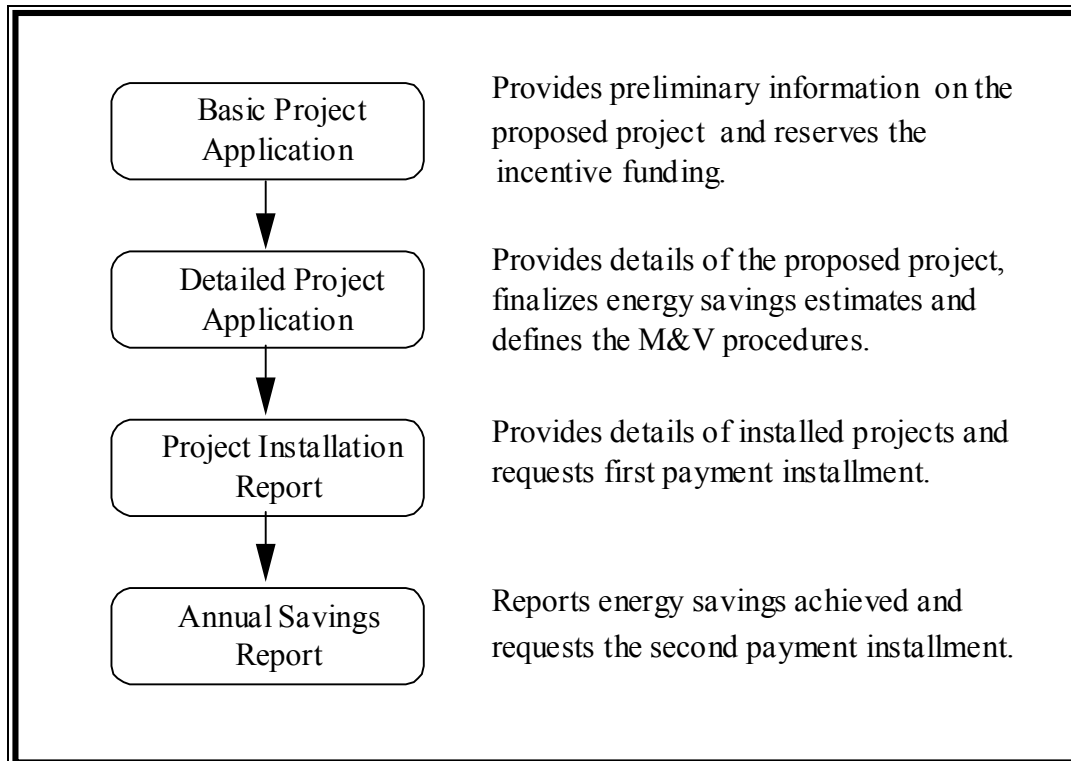 Basic Project
Application
Provides preliminary information on the
proposed project and reserves the
incentive funding.
Detailed Project
Application
Provides details of the proposed project,
finalizes energy savings estimates and
defines the M&V procedures.
Project Installation
Report
Provides details of installed projects and
requests first payment installment.
Annual Savings
Report
Reports energy savings achieved and
requests the second payment installment.